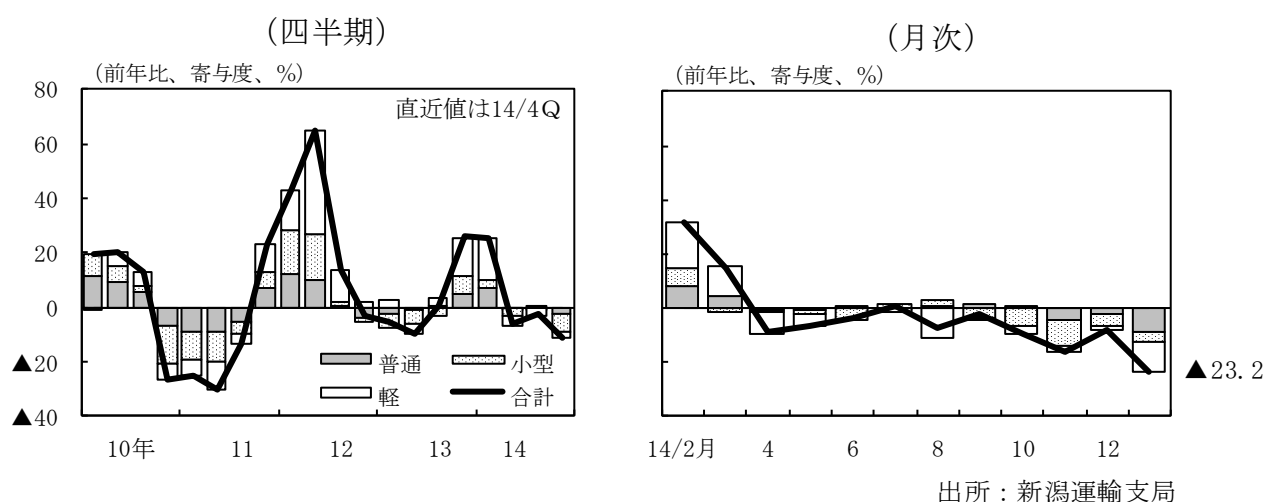 (四半期)
(前年比、寄与度、%)
直近値は14/4Q
80
60
40
20
0
▲20
▲40
普通
小型
軽
合計
10年 11 12 13 14
(月次)
(前年比、寄与度、%)
▲23.2
14/2月 4 6 8 10 12
出所：新潟運輸支局